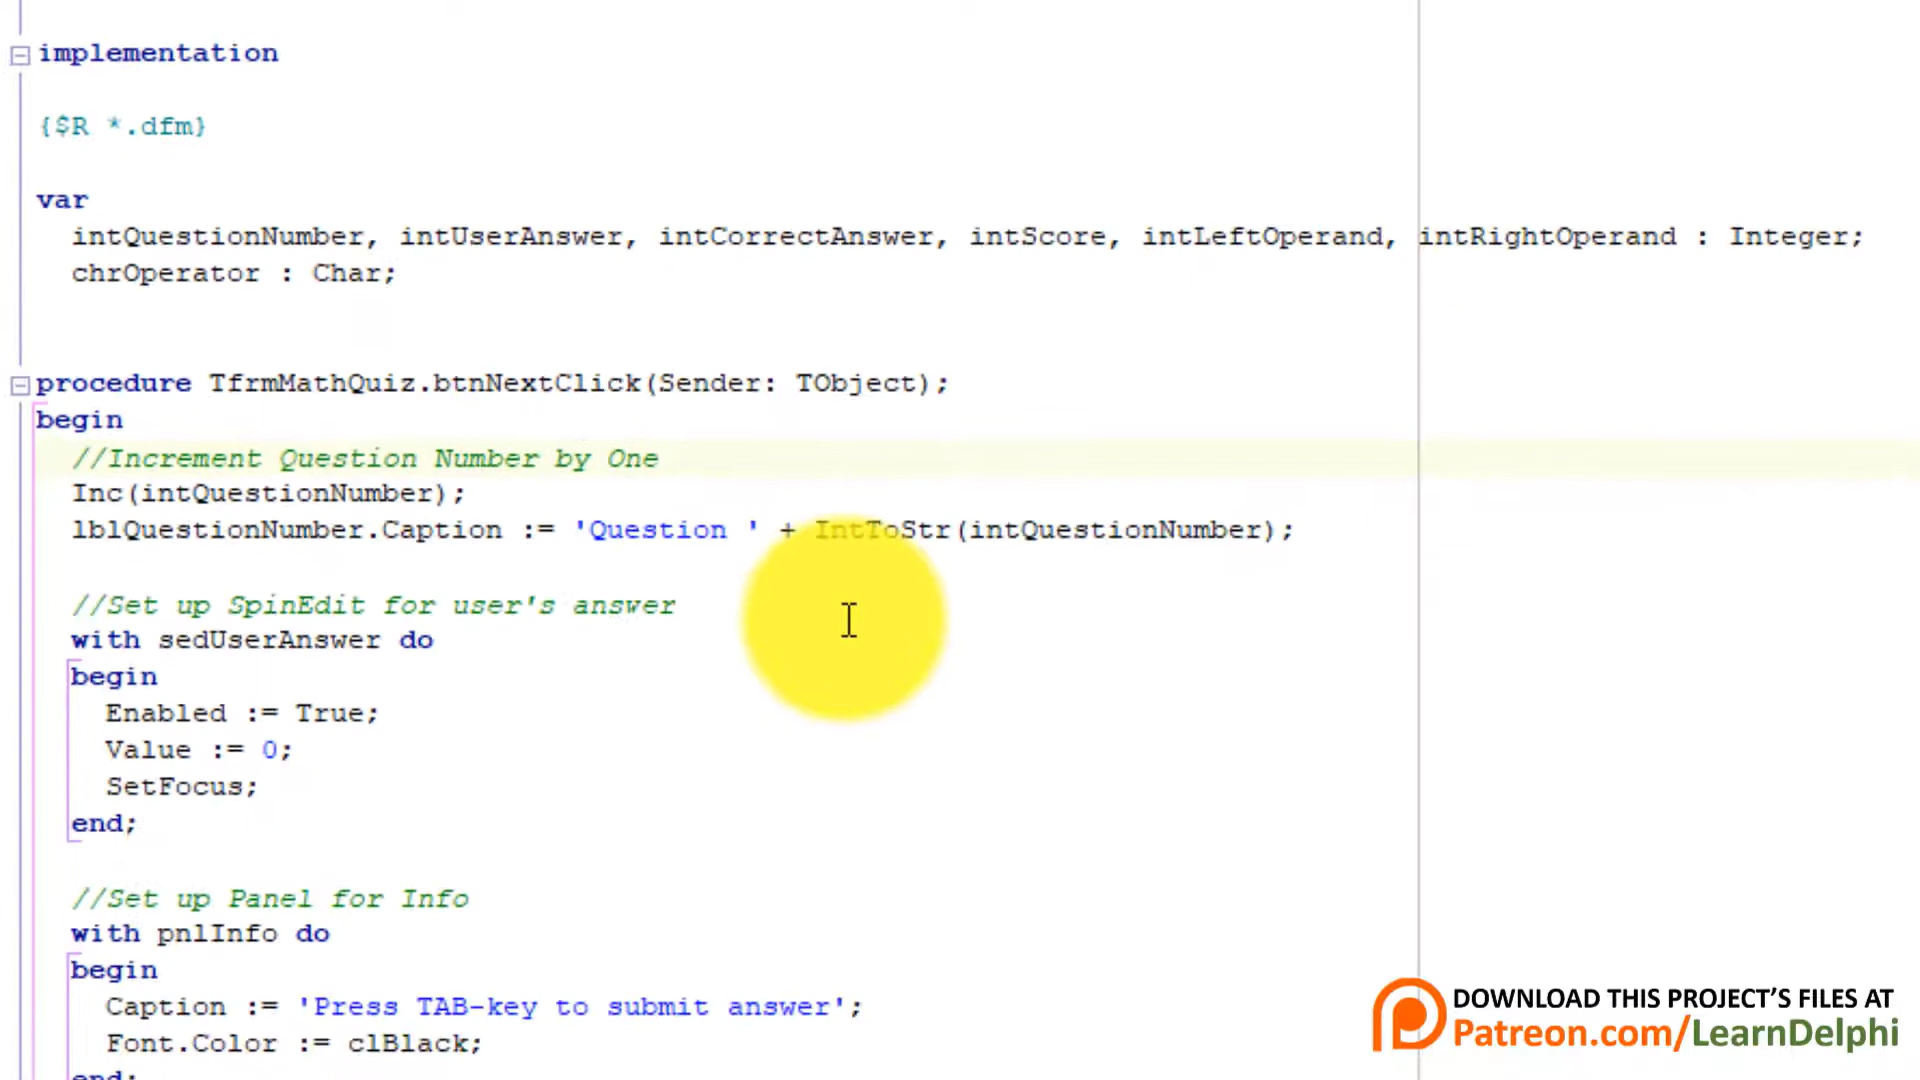 implementation
{$R *.dfm}
var
intQuestionNumber, intUserAnswer, intCorrectAnswer, intScore, intLeftOperand, intRightOperand : Integer;
chrOperator : Char;
procedure TfrmMathQuiz.btnNextClick(Sender: TObject);
begin
//Increment Question Number by One
Inc(intQuestionNumber);
lblQuestionNumber.Caption := 'Question ' + IntToStr(intQuestionNumber);
//Set up SpinEdit for user's answer
with sedUserAnswer do
begin
Enabled := True;
Value := 0;
SetFocus;
end;
//Set up Panel for Info
with pnlInfo do
begin
Caption := 'Press TAB-key to submit answer';
Font.Color := clBlack;
end;
DOWNLOAD THIS PROJECT'S FILES AT
Patreon.com/LearnDelphi